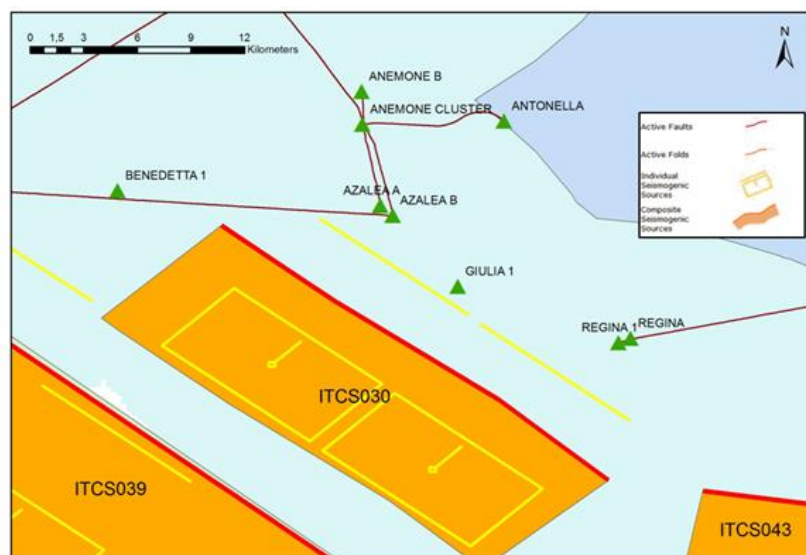 0 1,5 3 6 9 12
Kilometers
N
ANEMONE B
ANEMONE CLUSTER
ANTONELLA
Active Faults
Active Folds
Individual
Seismogenic
Sources
Composite
Seismogenic
Sources
BENEDETTA 1
AZALEA A
AZALEA B
GIULIA 1
REGINA 1
REGINA
ITCS030
ITCS039
ITCS043